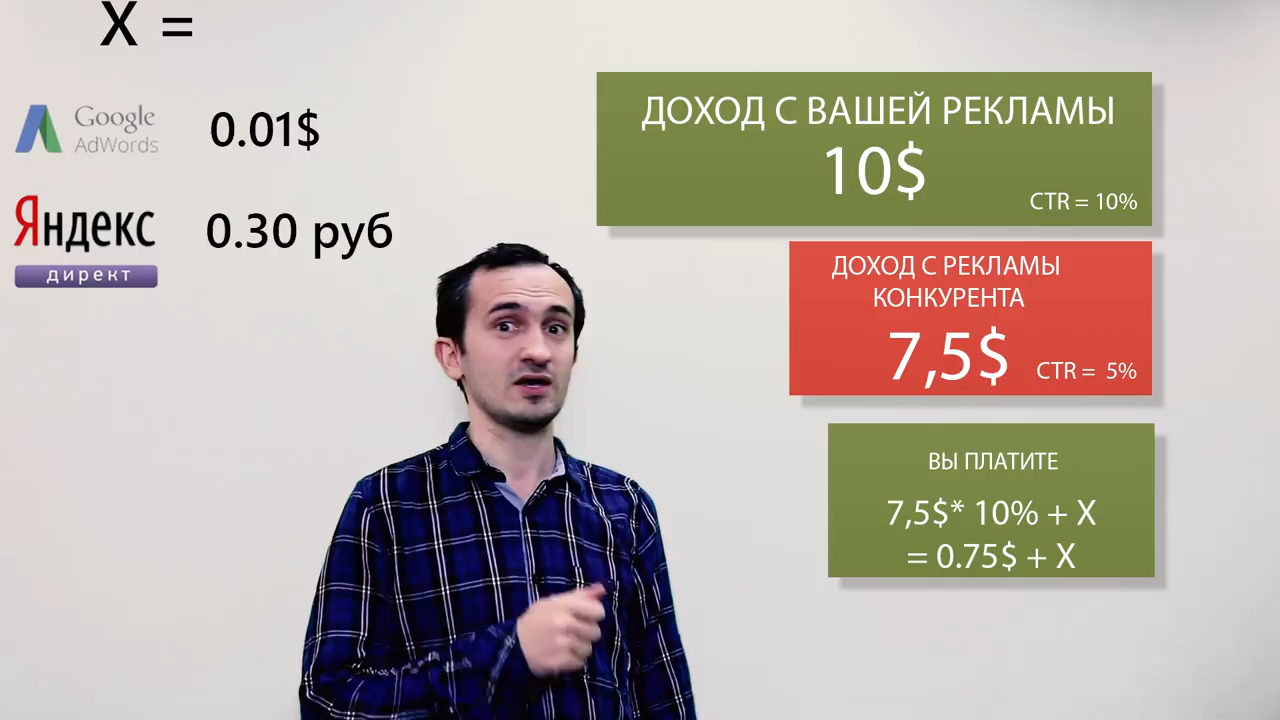 X =
Google
AdWords
0.01$
Яндекс
директ
0.30 руб
ДОХОД С ВАШЕЙ РЕКЛАМЫ
10$
CTR = 10%
ДОХОД С РЕКЛАМЫ
КОНКУРЕНТА
7,5$
CTR = 5%
ВЫ ПЛАТИТЕ
7,5$* 10% + X
= 0.75$ + X